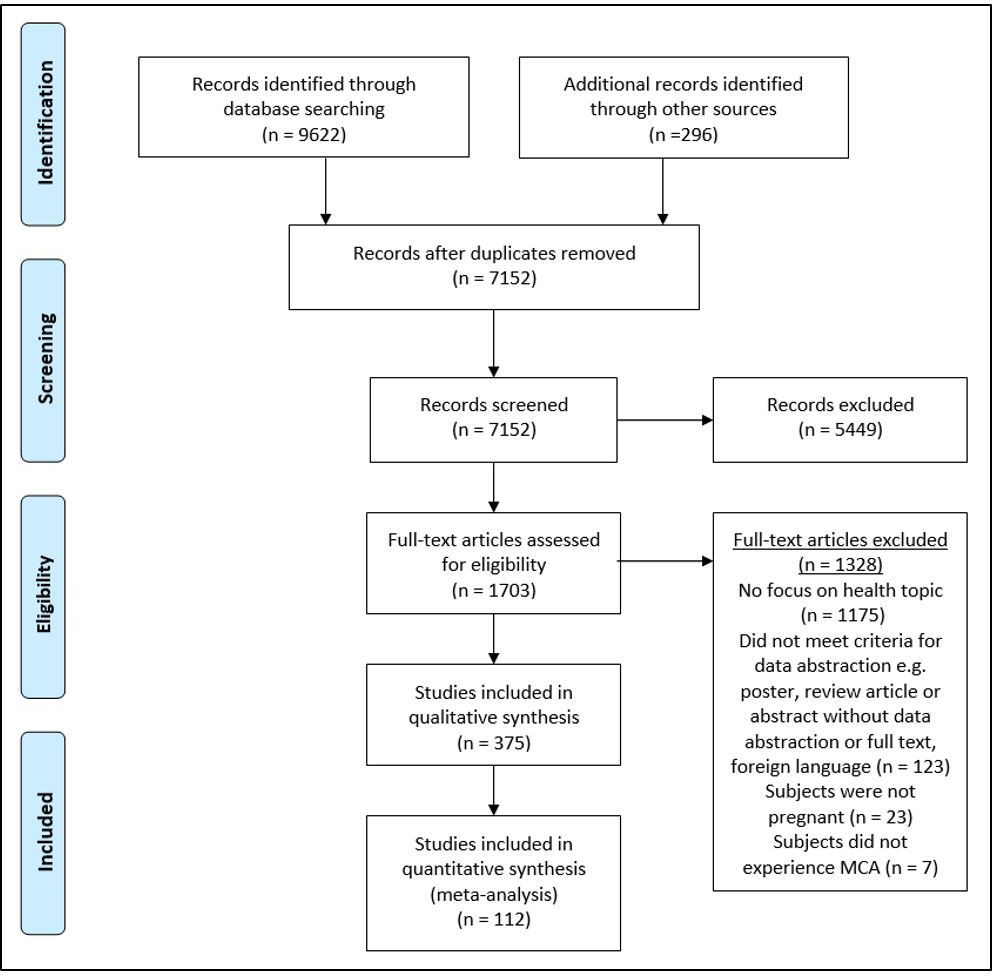 Identification
Records identified through
database searching
(n = 9622)
Additional records identified
through other sources
(n =296)
Records after duplicates removed
(n = 7152)
Screening
Records screened
(n = 7152)
Records excluded
(n = 5449)
Eligibility
Full-text articles assessed
for eligibility
(n = 1703)
Full-text articles excluded
(n = 1328)
No focus on health topic
(n = 1175)
Did not meet criteria for
data abstraction e.g.
poster, review article or
abstract without data
abstraction or full text,
foreign language (n = 123)
Subjects were not
pregnant (n = 23)
Subjects did not
experience MCA (n = 7)
Studies included in
qualitative synthesis
(n = 375)
Included
Studies included in
quantitative synthesis
(meta-analysis)
(n = 112)